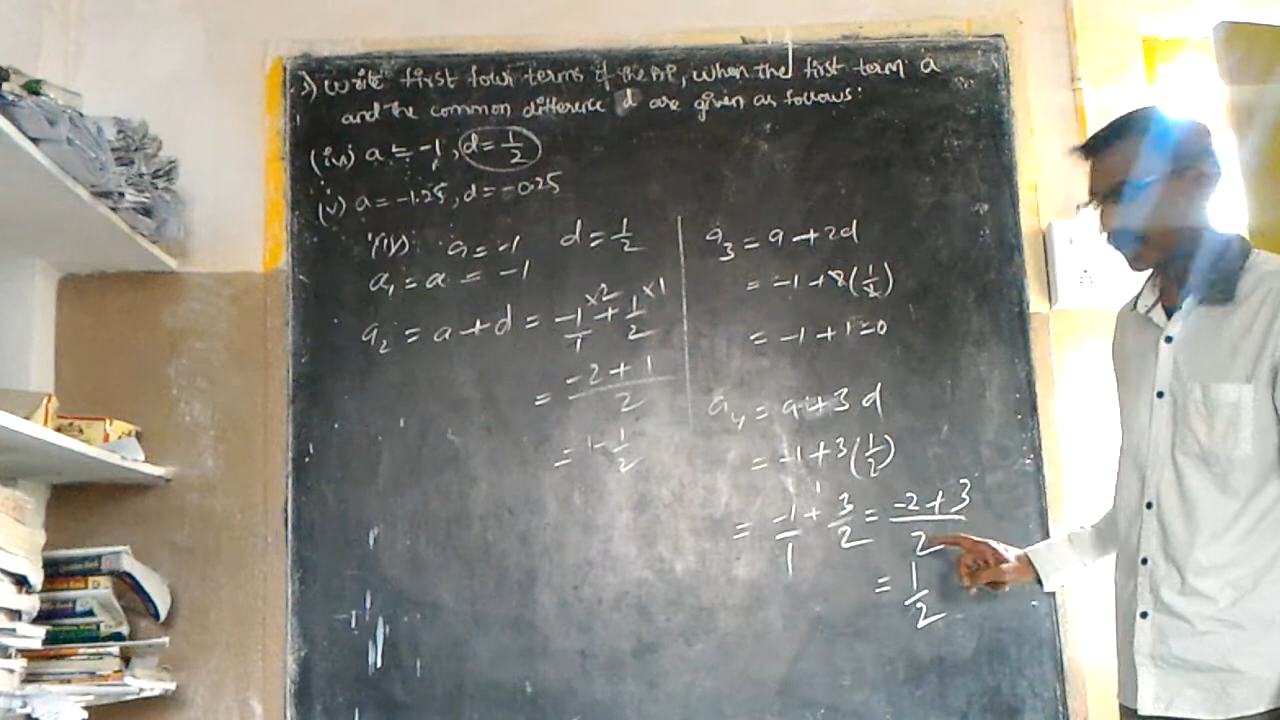 3) Write first four terms of the AP, when the first term a
and the common difference d are given as follows:
(iv) a = -1, d = 1/2
(v) a = -1.25, d = -0.25
(iv) a = -1 d = 1/2
a₁ = a = -1
a₂ = a + d = -1/1 ×2 + 1/2 ×1
= (-2 + 1)/2
= -1/2
a₃ = a + 2d
= -1 + 2(1/2)
= -1 + 1 = 0
a₄ = a + 3d
= -1 + 3(1/2)
= -1/1 + 3/2 = (-2 + 3)/2
= 1/2